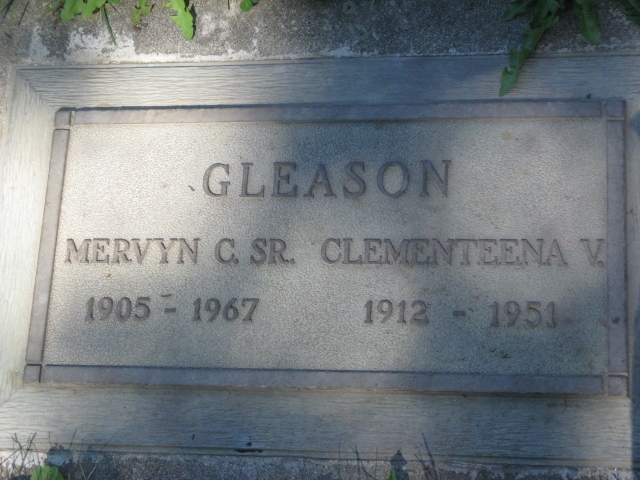 GLEASON
MERVYN C. SR. CLEMENTEENA V.
1905 - 1967 1912 - 1951